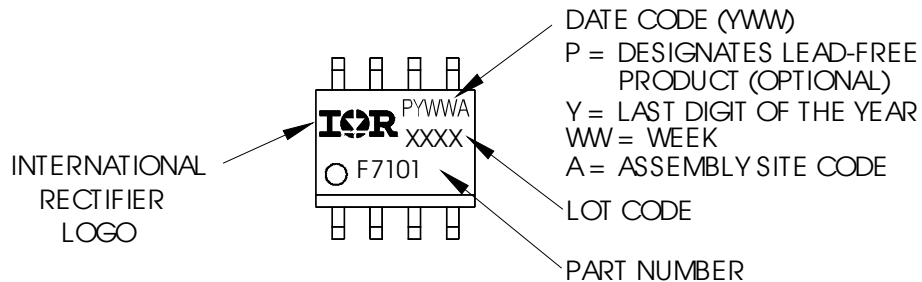 DATE CODE (YWW)
P = DESIGNATES LEAD-FREE
PRODUCT (OPTIONAL)
Y = LAST DIGIT OF THE YEAR
WW = WEEK
A = ASSEMBLY SITE CODE
LOT CODE
PART NUMBER
INTERNATIONAL
RECTIFIER
LOGO
PYWWA
IOR
XXXX
F7101